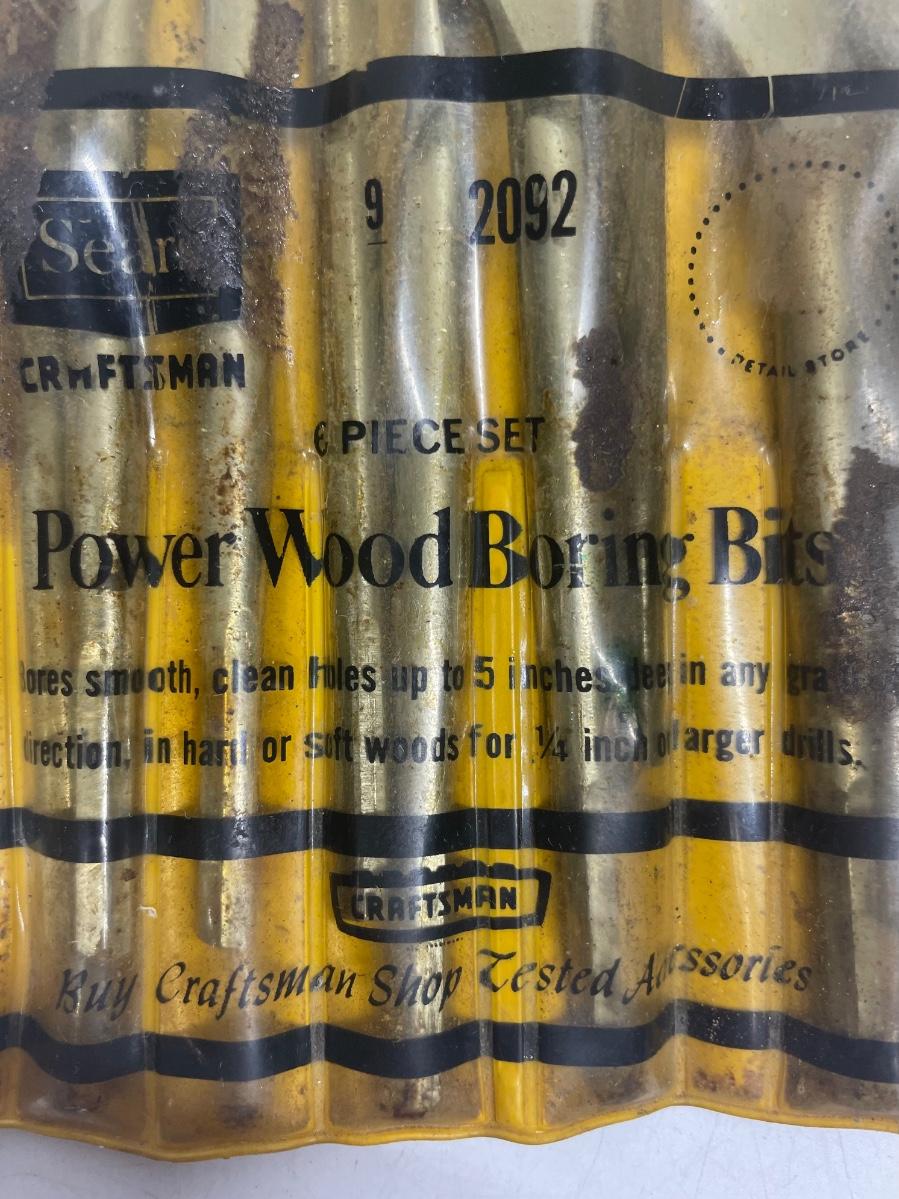 Sears
9 2092
RETAIL STORE
CRAFTSMAN
6 PIECE SET
Power Wood Boring Bits
Bores smooth, clean holes up to 5 inches deep in any
direction, in hard or soft woods for 1/4 inch or larger drills.
CRAFTSMAN
Buy Craftsman Shop Tested Accessories